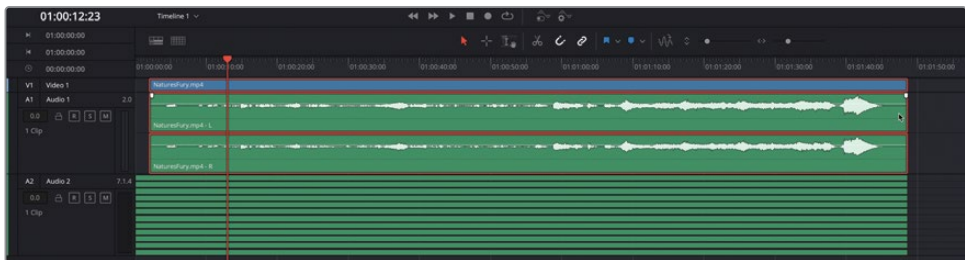 01:00:12:23 Timeline 1
01:00:00:00
01:00:00:00
00:00:00:00
01:00:00:00 01:00:10:00 01:00:20:00 01:00:30:00 01:00:40:00 01:00:50:00 01:01:00:00 01:01:10:00 01:01:20:00 01:01:30:00 01:01:40:00 01:01:50:00
V1 Video 1 NaturesFury.mp4
A1 Audio 1 2.0
0.0 R S M
NaturesFury.mp4 - L
1 Clip
NaturesFury.mp4 - R
A2 Audio 2 7.1.4
0.0 R S M
1 Clip